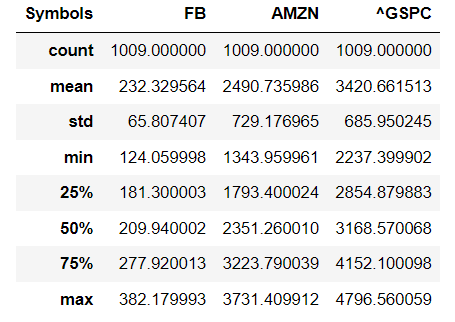 Symbols FB AMZN ^GSPC
count 1009.000000 1009.000000 1009.000000
mean 232.329564 2490.735986 3420.661513
std 65.807407 729.176965 685.950245
min 124.059998 1343.959961 2237.399902
25% 181.300003 1793.400024 2854.879883
50% 209.940002 2351.260010 3168.570068
75% 277.920013 3223.790039 4152.100098
max 382.179993 3731.409912 4796.560059